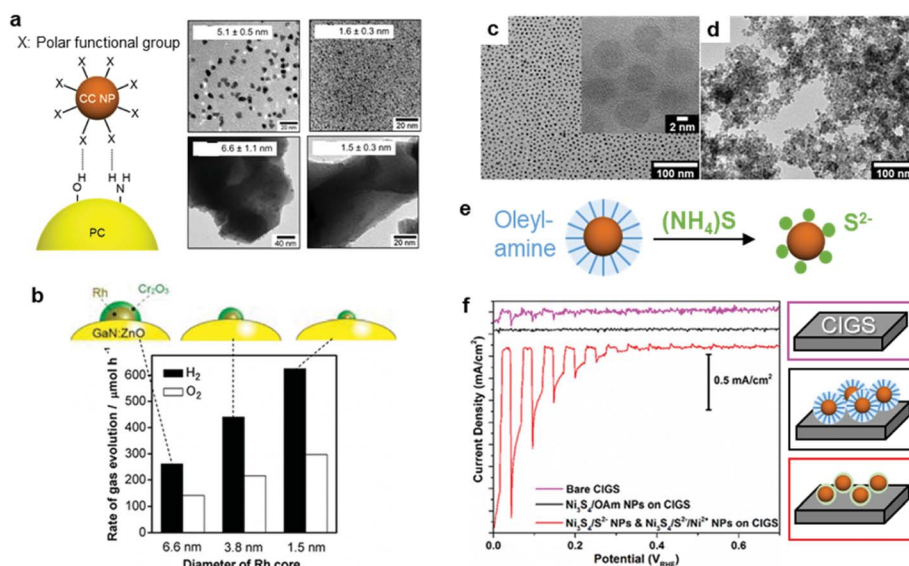 a
X: Polar functional group
X
X
X
X
X
X
X
X
CC NP
H
O
H
H
N
PC
5.1 ± 0.5 nm
20 nm
1.6 ± 0.3 nm
20 nm
6.6 ± 1.1 nm
40 nm
1.5 ± 0.3 nm
20 nm
b
Rh
Cr₂O₃
GaN:ZnO
Rate of gas evolution / μmol h⁻¹
600
500
400
300
200
100
0
H₂
O₂
6.6 nm
3.8 nm
1.5 nm
Diameter of Rh core
c
2 nm
100 nm
d
100 nm
e
Oleyl-
amine
(NH₄)S
S²⁻
f
Current Density (mA/cm²)
0.5 mA/cm²
Bare CIGS
Ni₃S₄/OAm NPs on CIGS
Ni₃S₄/S²⁻ NPs & Ni₃S₄/S²⁻/Ni²⁺ NPs on CIGS
0.0
0.2
0.4
0.6
Potential (V_RHE)
CIGS